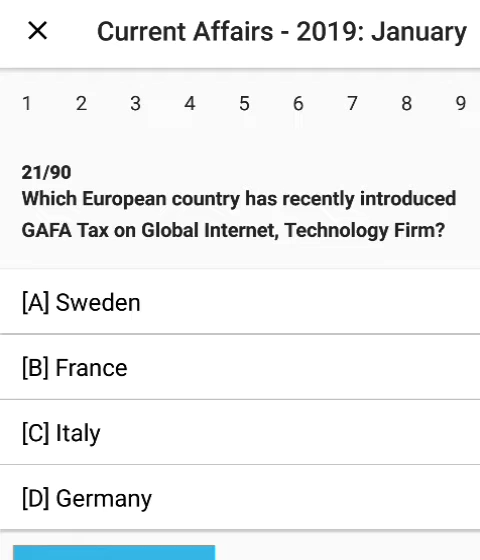 × Current Affairs - 2019: January
1 2 3 4 5 6 7 8 9
21/90
Which European country has recently introduced
GAFA Tax on Global Internet, Technology Firm?
[A] Sweden
[B] France
[C] Italy
[D] Germany